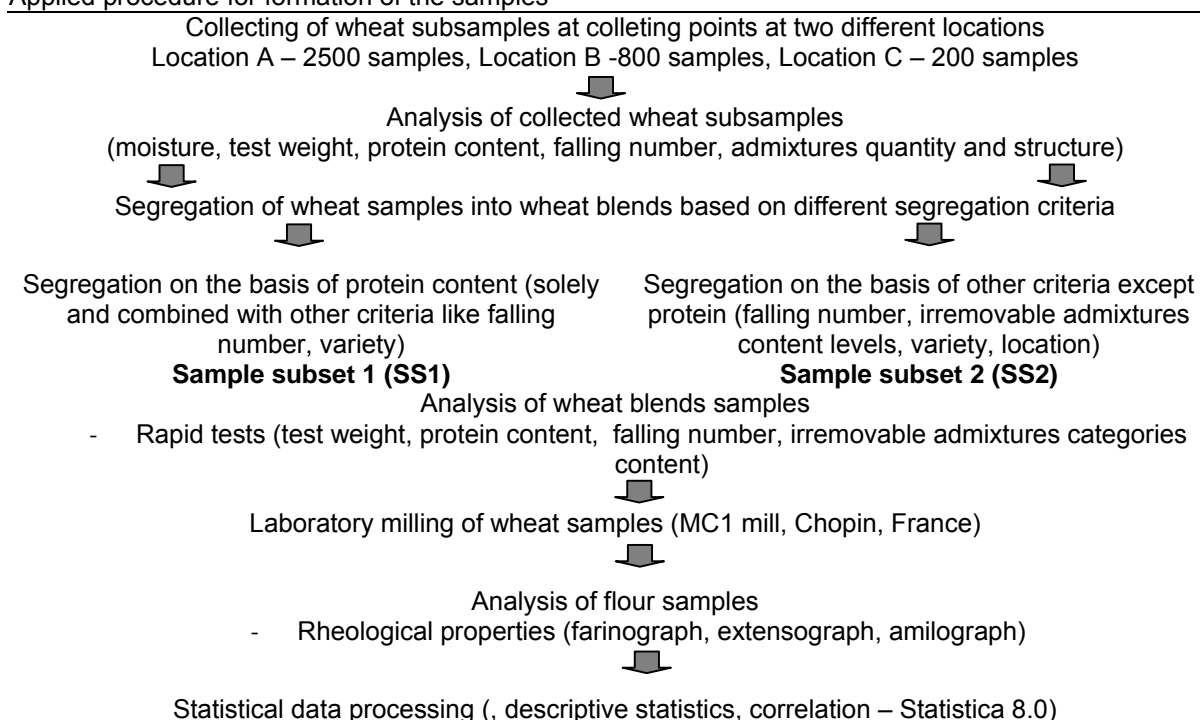 Applied procedure for formation of the samples
Collecting of wheat subsamples at colleting points at two different locations
Location A – 2500 samples, Location B -800 samples, Location C – 200 samples
Analysis of collected wheat subsamples
(moisture, test weight, protein content, falling number, admixtures quantity and structure)
Segregation of wheat samples into wheat blends based on different segregation criteria
Segregation on the basis of protein content (solely
and combined with other criteria like falling
number, variety)
Sample subset 1 (SS1)
Segregation on the basis of other criteria except
protein (falling number, irremovable admixtures
content levels, variety, location)
Sample subset 2 (SS2)
Analysis of wheat blends samples
- Rapid tests (test weight, protein content, falling number, irremovable admixtures categories
content)
Laboratory milling of wheat samples (MC1 mill, Chopin, France)
Analysis of flour samples
- Rheological properties (farinograph, extensograph, amilograph)
Statistical data processing (, descriptive statistics, correlation – Statistica 8.0)